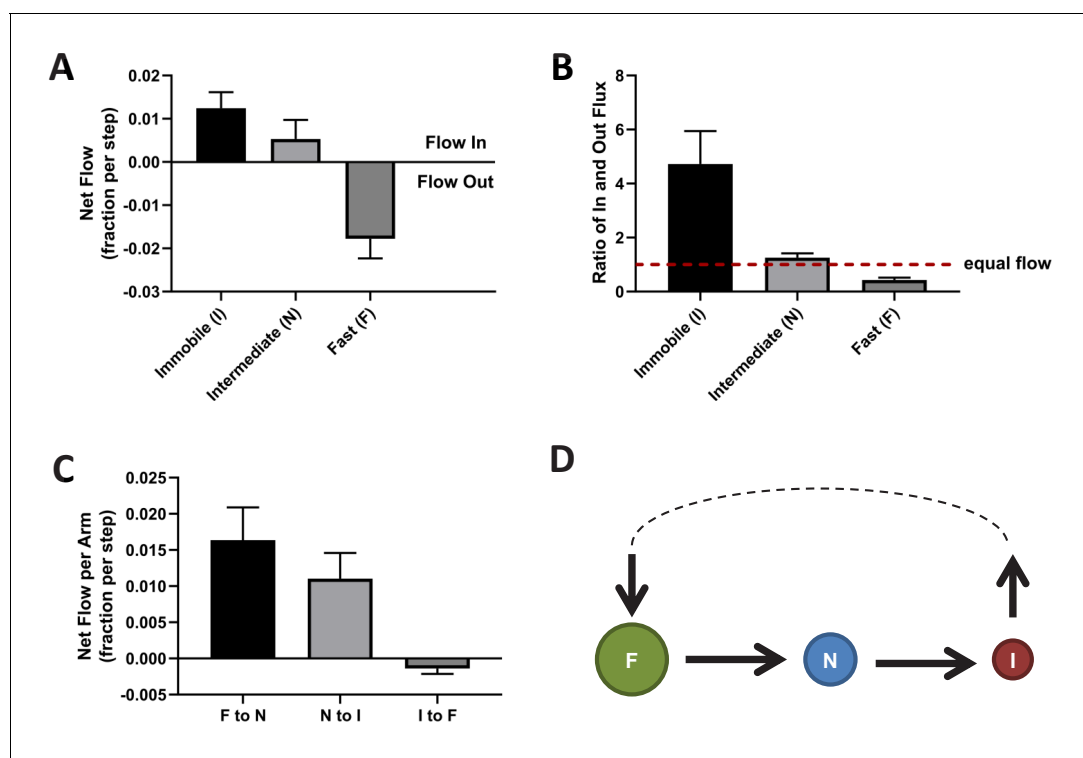 A
Net Flow
(fraction per step)
0.02
0.01
0.00
-0.01
-0.02
-0.03
Flow In
Flow Out
Immobile (I)
Intermediate (N)
Fast (F)
B
Ratio of In and Out Flux
8
6
4
2
0
equal flow
Immobile (I)
Intermediate (N)
Fast (F)
C
Net Flow per Arm
(fraction per step)
0.025
0.020
0.015
0.010
0.005
0.000
-0.005
F to N
N to I
I to F
D
F
N
I